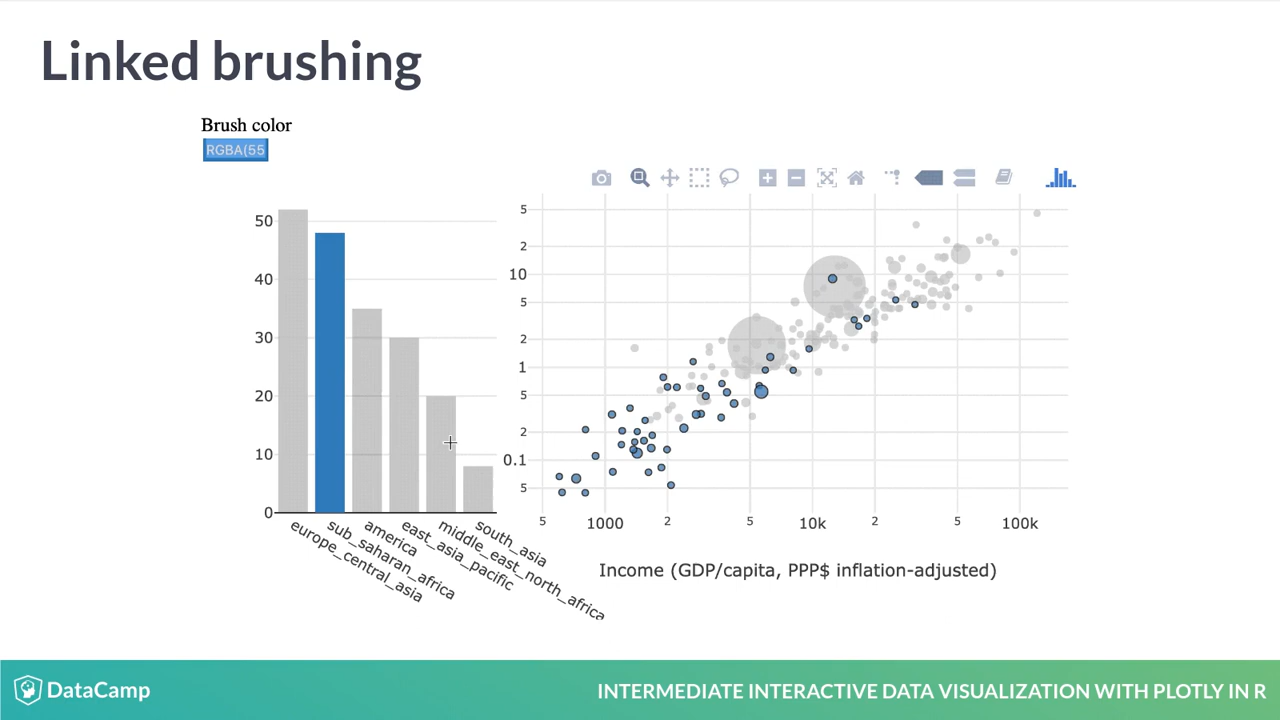 Linked brushing
Brush color
RGBA(55
50
40
30
20
10
0
europe_central_asia
sub_saharan_africa
america
east_asia_pacific
middle_east_north_africa
south_asia
5
2
10
5
2
1
5
2
0.1
5
5
1000
2
5
10k
2
5
100k
Income (GDP/capita, PPP$ inflation-adjusted)
DataCamp
INTERMEDIATE INTERACTIVE DATA VISUALIZATION WITH PLOTLY IN R